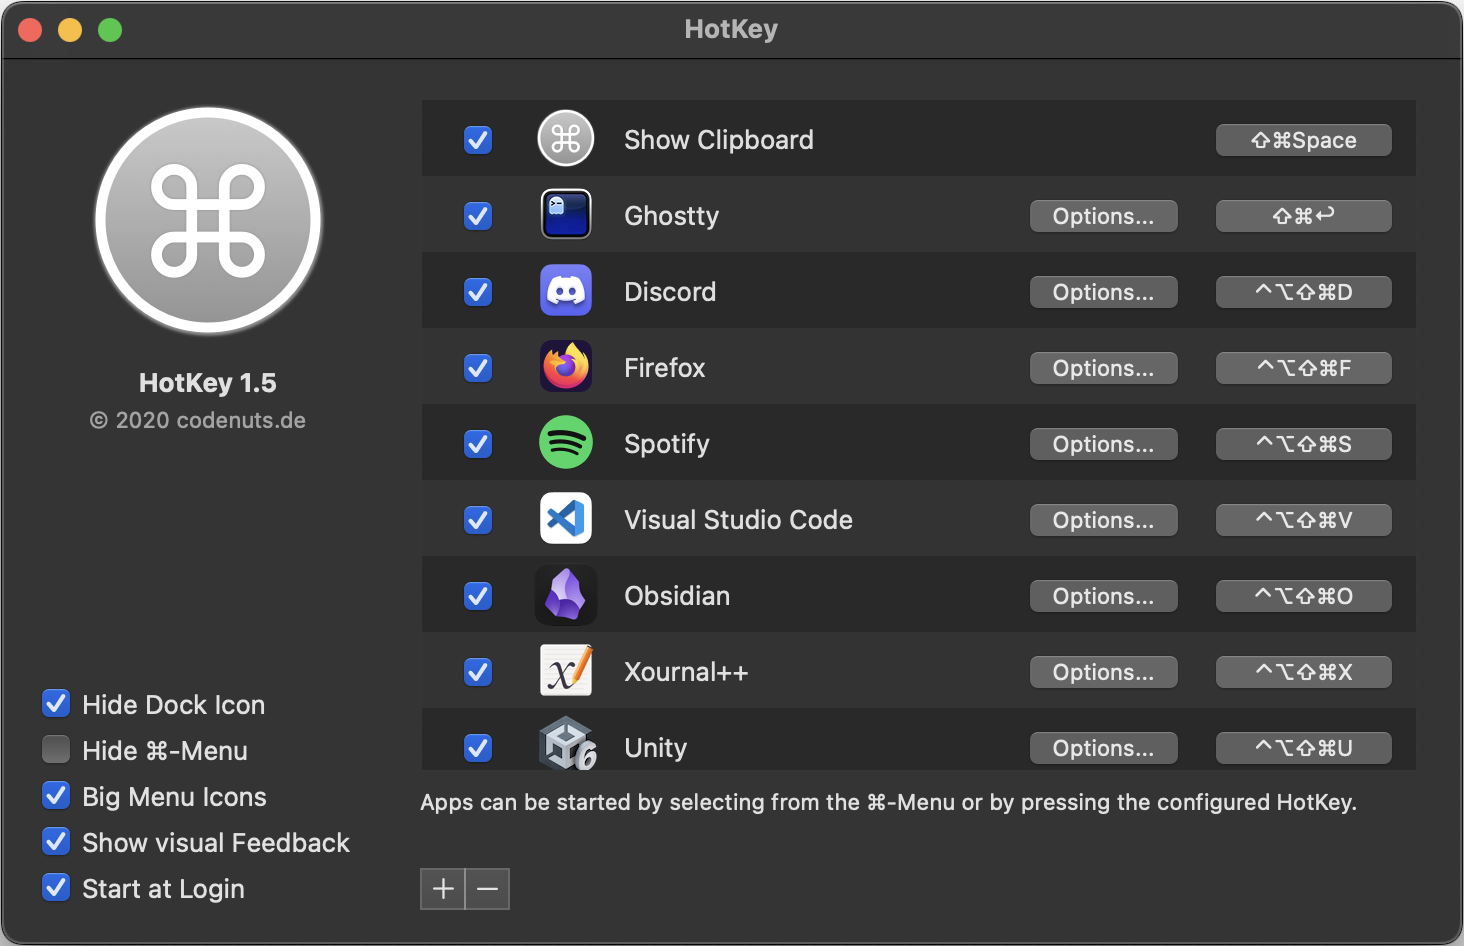 HotKey
HotKey 1.5
© 2020 codenuts.de
Show Clipboard ⇧⌘Space
Ghostty Options... ⇧⌘↩
Discord Options... ^⌥⇧⌘D
Firefox Options... ^⌥⇧⌘F
Spotify Options... ^⌥⇧⌘S
Visual Studio Code Options... ^⌥⇧⌘V
Obsidian Options... ^⌥⇧⌘O
Xournal++ Options... ^⌥⇧⌘X
Unity Options... ^⌥⇧⌘U
Hide Dock Icon
Hide ⌘-Menu
Big Menu Icons
Show visual Feedback
Start at Login
Apps can be started by selecting from the ⌘-Menu or by pressing the configured HotKey.
+ −